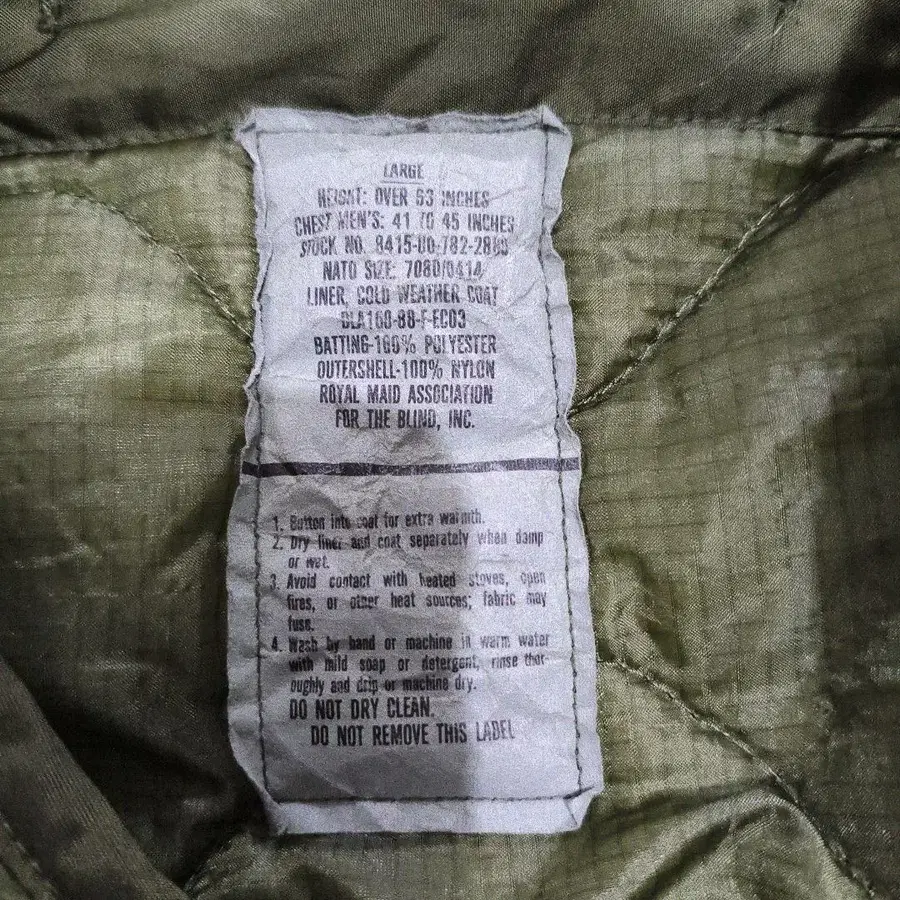 LARGE
HEIGHT: OVER 53 INCHES
CHEST MEN'S: 41 TO 45 INCHES
STOCK NO. 8415-00-782-2889
NATO SIZE: 7080/0414
LINER, COLD WEATHER COAT
DLA100-88-F-EC03
BATTING-100% POLYESTER
OUTERSHELL-100% NYLON
ROYAL MAID ASSOCIATION
FOR THE BLIND, INC.
1. Button into coat for extra warmth.
2. Dry liner and coat separately when damp
or wet.
3. Avoid contact with heated stoves, open
fires, or other heat sources; fabric may
fuse.
4. Wash by hand or machine in warm water
with mild soap or detergent, rinse thor-
oughly and drip or machine dry.
DO NOT DRY CLEAN.
DO NOT REMOVE THIS LABEL